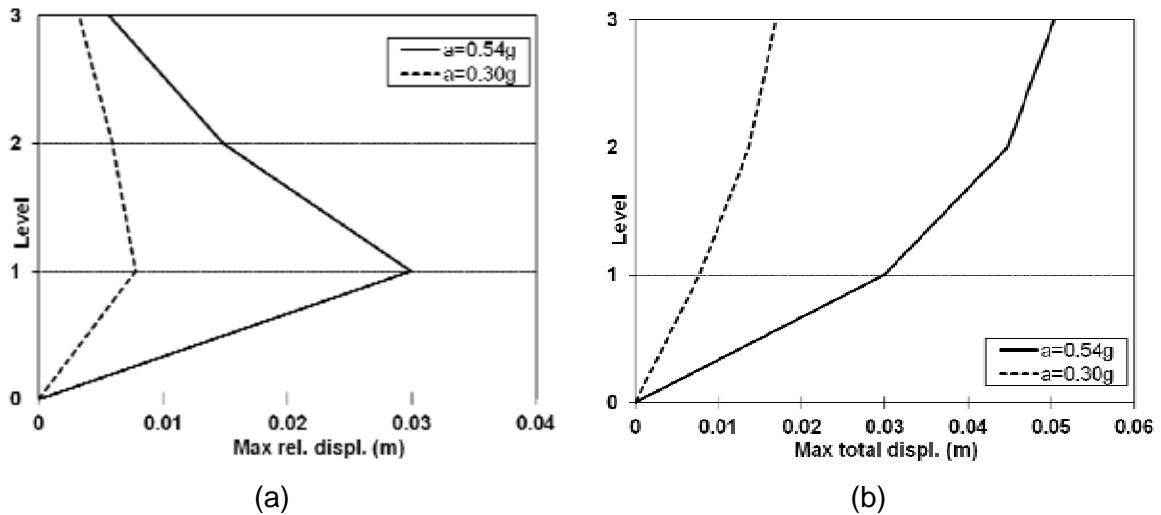 3
2
1
0
Level
a=0.54g
a=0.30g
0 0.01 0.02 0.03 0.04
Max rel. displ. (m)
(a)
3
2
1
0
Level
a=0.54g
a=0.30g
0 0.01 0.02 0.03 0.04 0.05 0.06
Max total displ. (m)
(b)